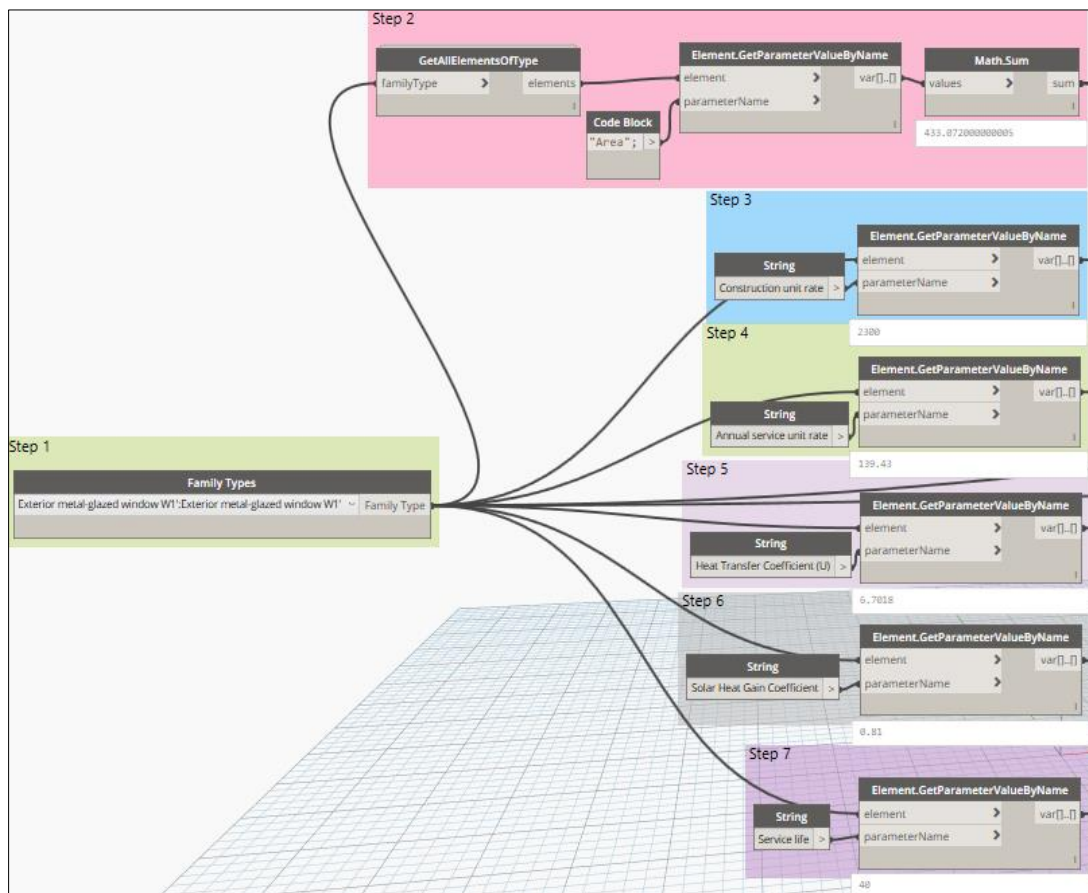 Step 2
GetAllElementsOfType
familyType > elements
Element.GetParameterValueByName
element > var[]..[]
parameterName >
Code Block
"Area"; >
Math.Sum
values > sum
433.072000000005
Step 3
Element.GetParameterValueByName
element > var[]..[]
parameterName >
String
Construction unit rate >
2300
Step 4
Element.GetParameterValueByName
element > var[]..[]
parameterName >
String
Annual service unit rate >
139.43
Step 1
Family Types
Exterior metal-glazed window W1':Exterior metal-glazed window W1' Family Type
Step 5
Element.GetParameterValueByName
element > var[]..[]
parameterName >
String
Heat Transfer Coefficient (U) >
6.7018
Step 6
Element.GetParameterValueByName
element > var[]..[]
parameterName >
String
Solar Heat Gain Coefficient >
0.81
Step 7
Element.GetParameterValueByName
element > var[]..[]
parameterName >
String
Service life >
40